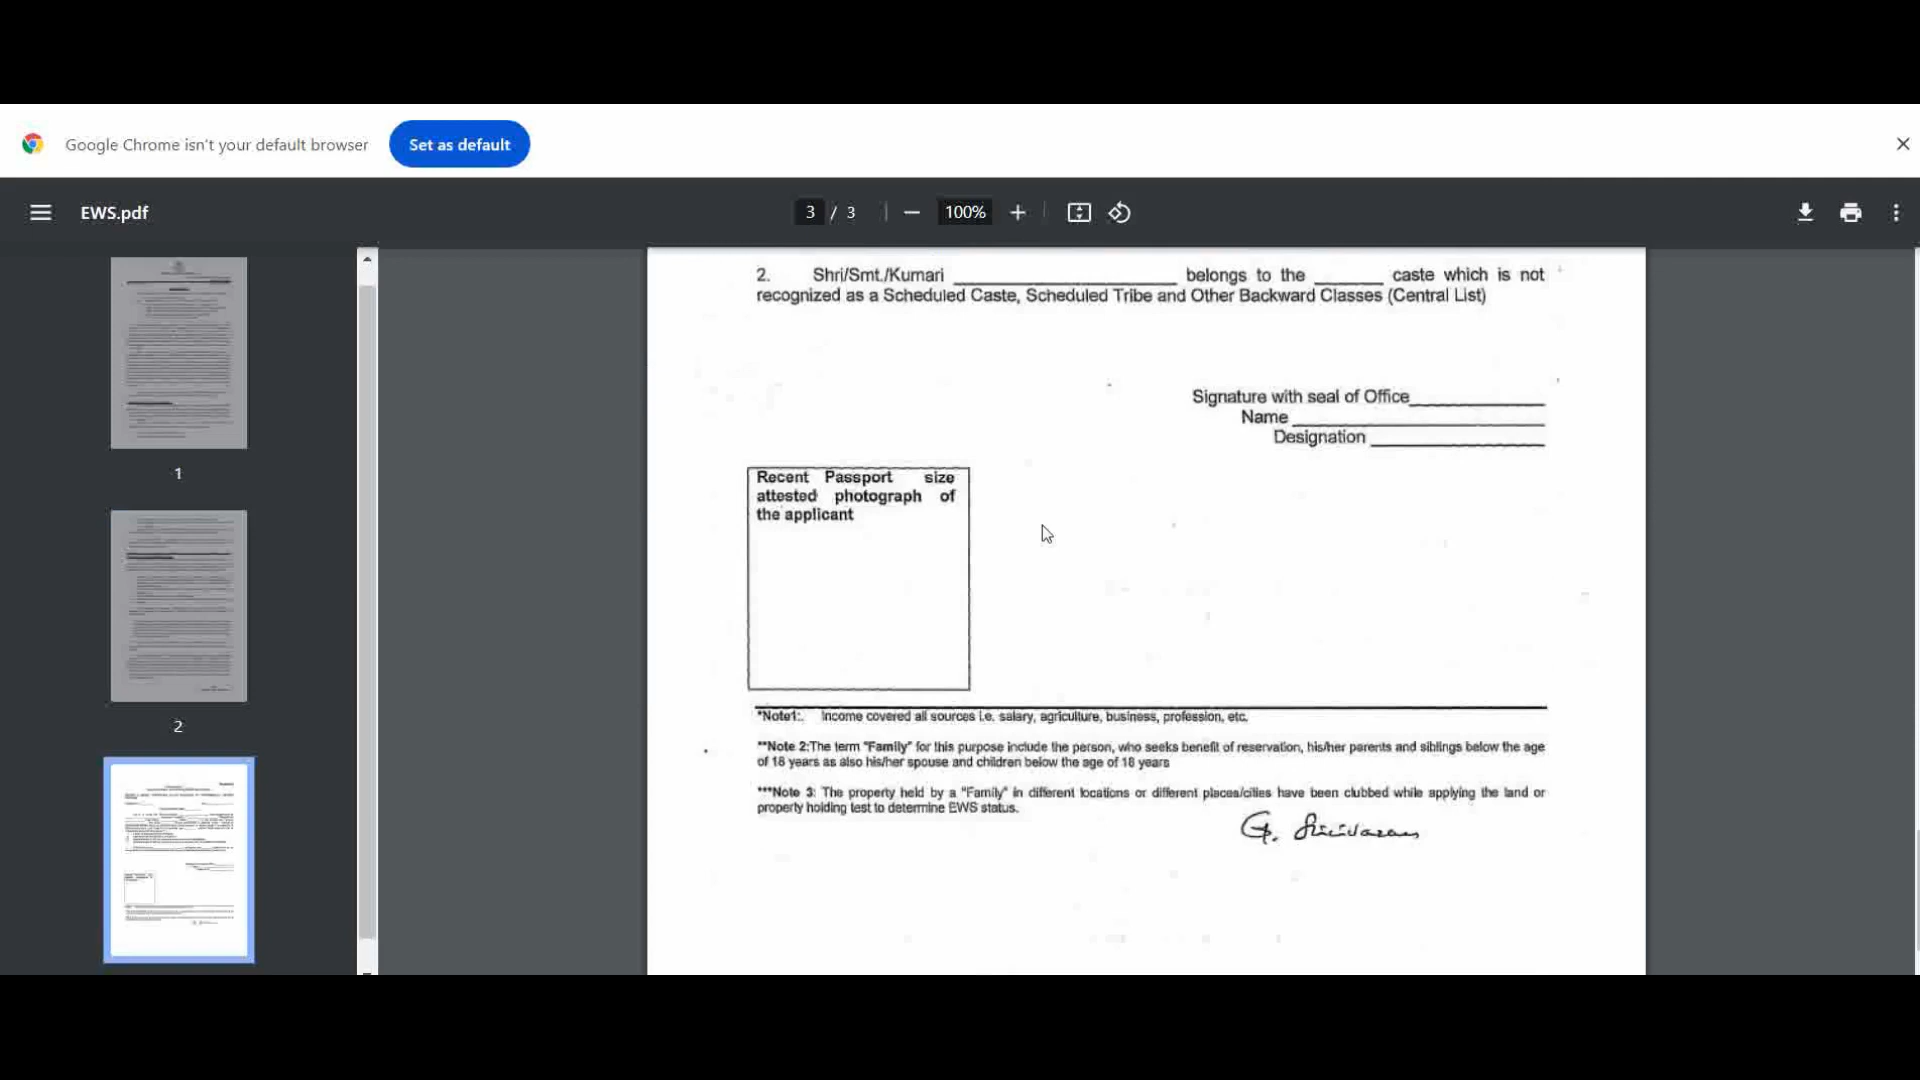 Google Chrome isn't your default browser
Set as default
EWS.pdf
3 / 3
100%
1
2
2. Shri/Smt./Kumari ______ belongs to the ______ caste which is not
recognized as a Scheduled Caste, Scheduled Tribe and Other Backward Classes (Central List)
Signature with seal of Office______
Name ______
Designation ______
Recent Passport size
attested photograph of
the applicant
*Note1:. Income covered all sources i.e. salary, agriculture, business, profession, etc.
**Note 2:The term "Family" for this purpose include the person, who seeks benefit of reservation, his/her parents and siblings below the age
of 18 years as also his/her spouse and children below the age of 18 years
***Note 3: The property held by a "Family" in different locations or different places/cities have been clubbed while applying the land or
property holding test to determine EWS status.
G.